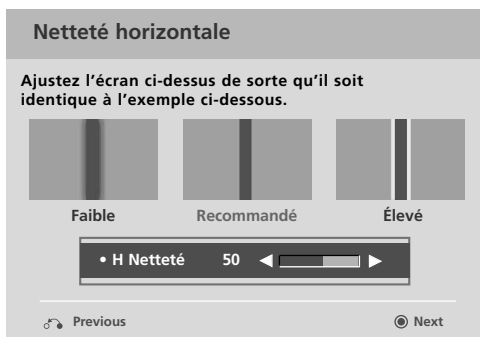 Netteté horizontale
Ajustez l’écran ci-dessus de sorte qu’il soit
identique à l’exemple ci-dessous.
Faible Recommandé Élevé
• H Netteté 50
Previous Next